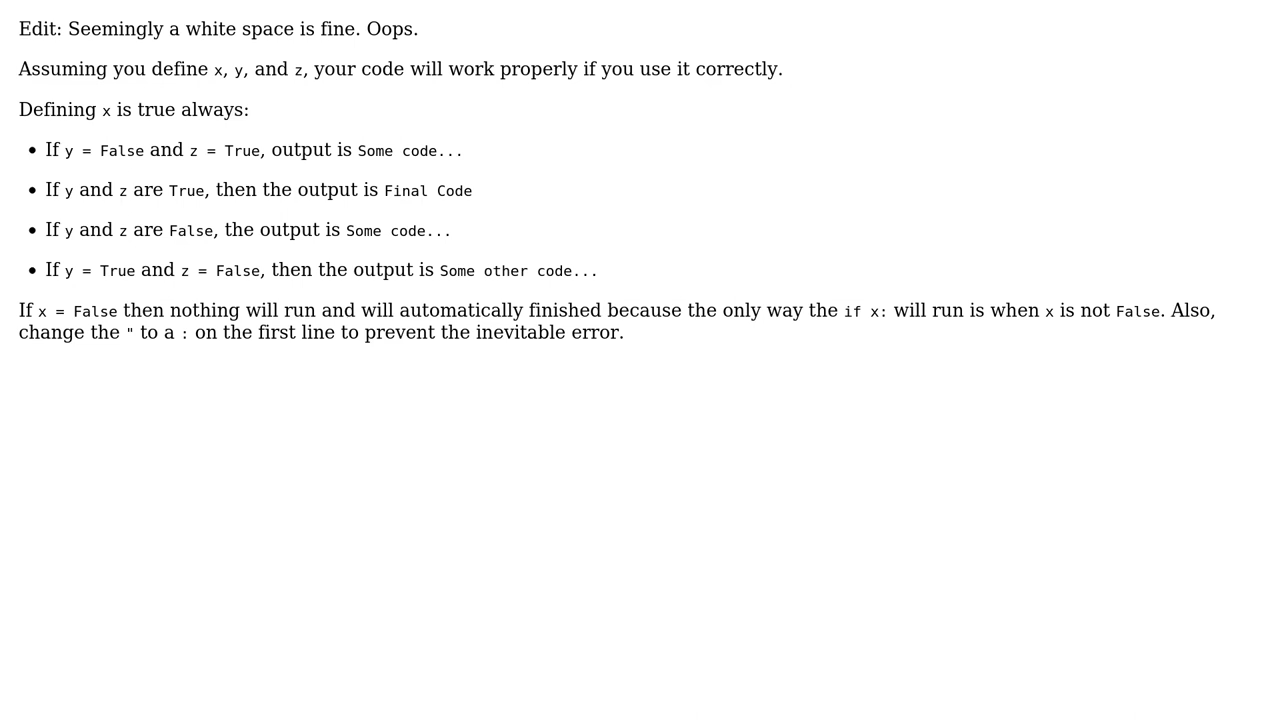 Edit: Seemingly a white space is fine. Oops.
Assuming you define x, y, and z, your code will work properly if you use it correctly.
Defining x is true always:
• If y = False and z = True, output is Some code...
• If y and z are True, then the output is Final Code
• If y and z are False, the output is Some code...
• If y = True and z = False, then the output is Some other code...
If x = False then nothing will run and will automatically finished because the only way the if x: will run is when x is not False. Also,
change the " to a : on the first line to prevent the inevitable error.